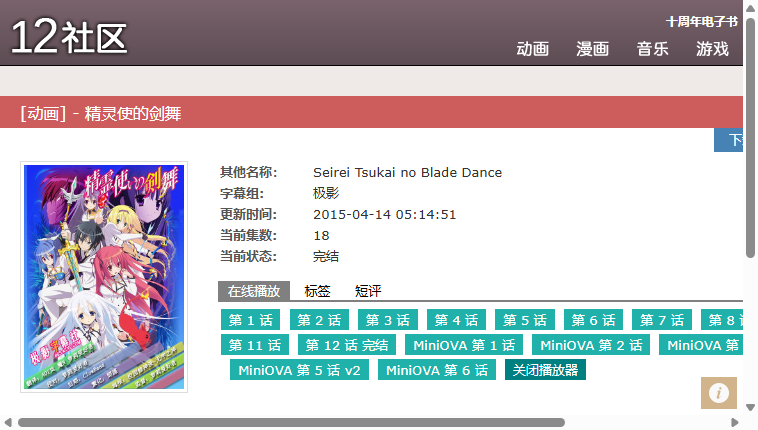 十周年电子书
12社区
动画 漫画 音乐 游戏
[动画] - 精灵使的剑舞
下
精霊使いの剣舞
其他名称: Seirei Tsukai no Blade Dance
字幕组: 极影
更新时间: 2015-04-14 05:14:51
当前集数: 18
当前状态: 完结
在线播放 标签 短评
第 1 话 第 2 话 第 3 话 第 4 话 第 5 话 第 6 话 第 7 话 第 8
第 11 话 第 12 话 完结 MiniOVA 第 1 话 MiniOVA 第 2 话 MiniOVA 第
MiniOVA 第 5 话 v2 MiniOVA 第 6 话 关闭播放器
i